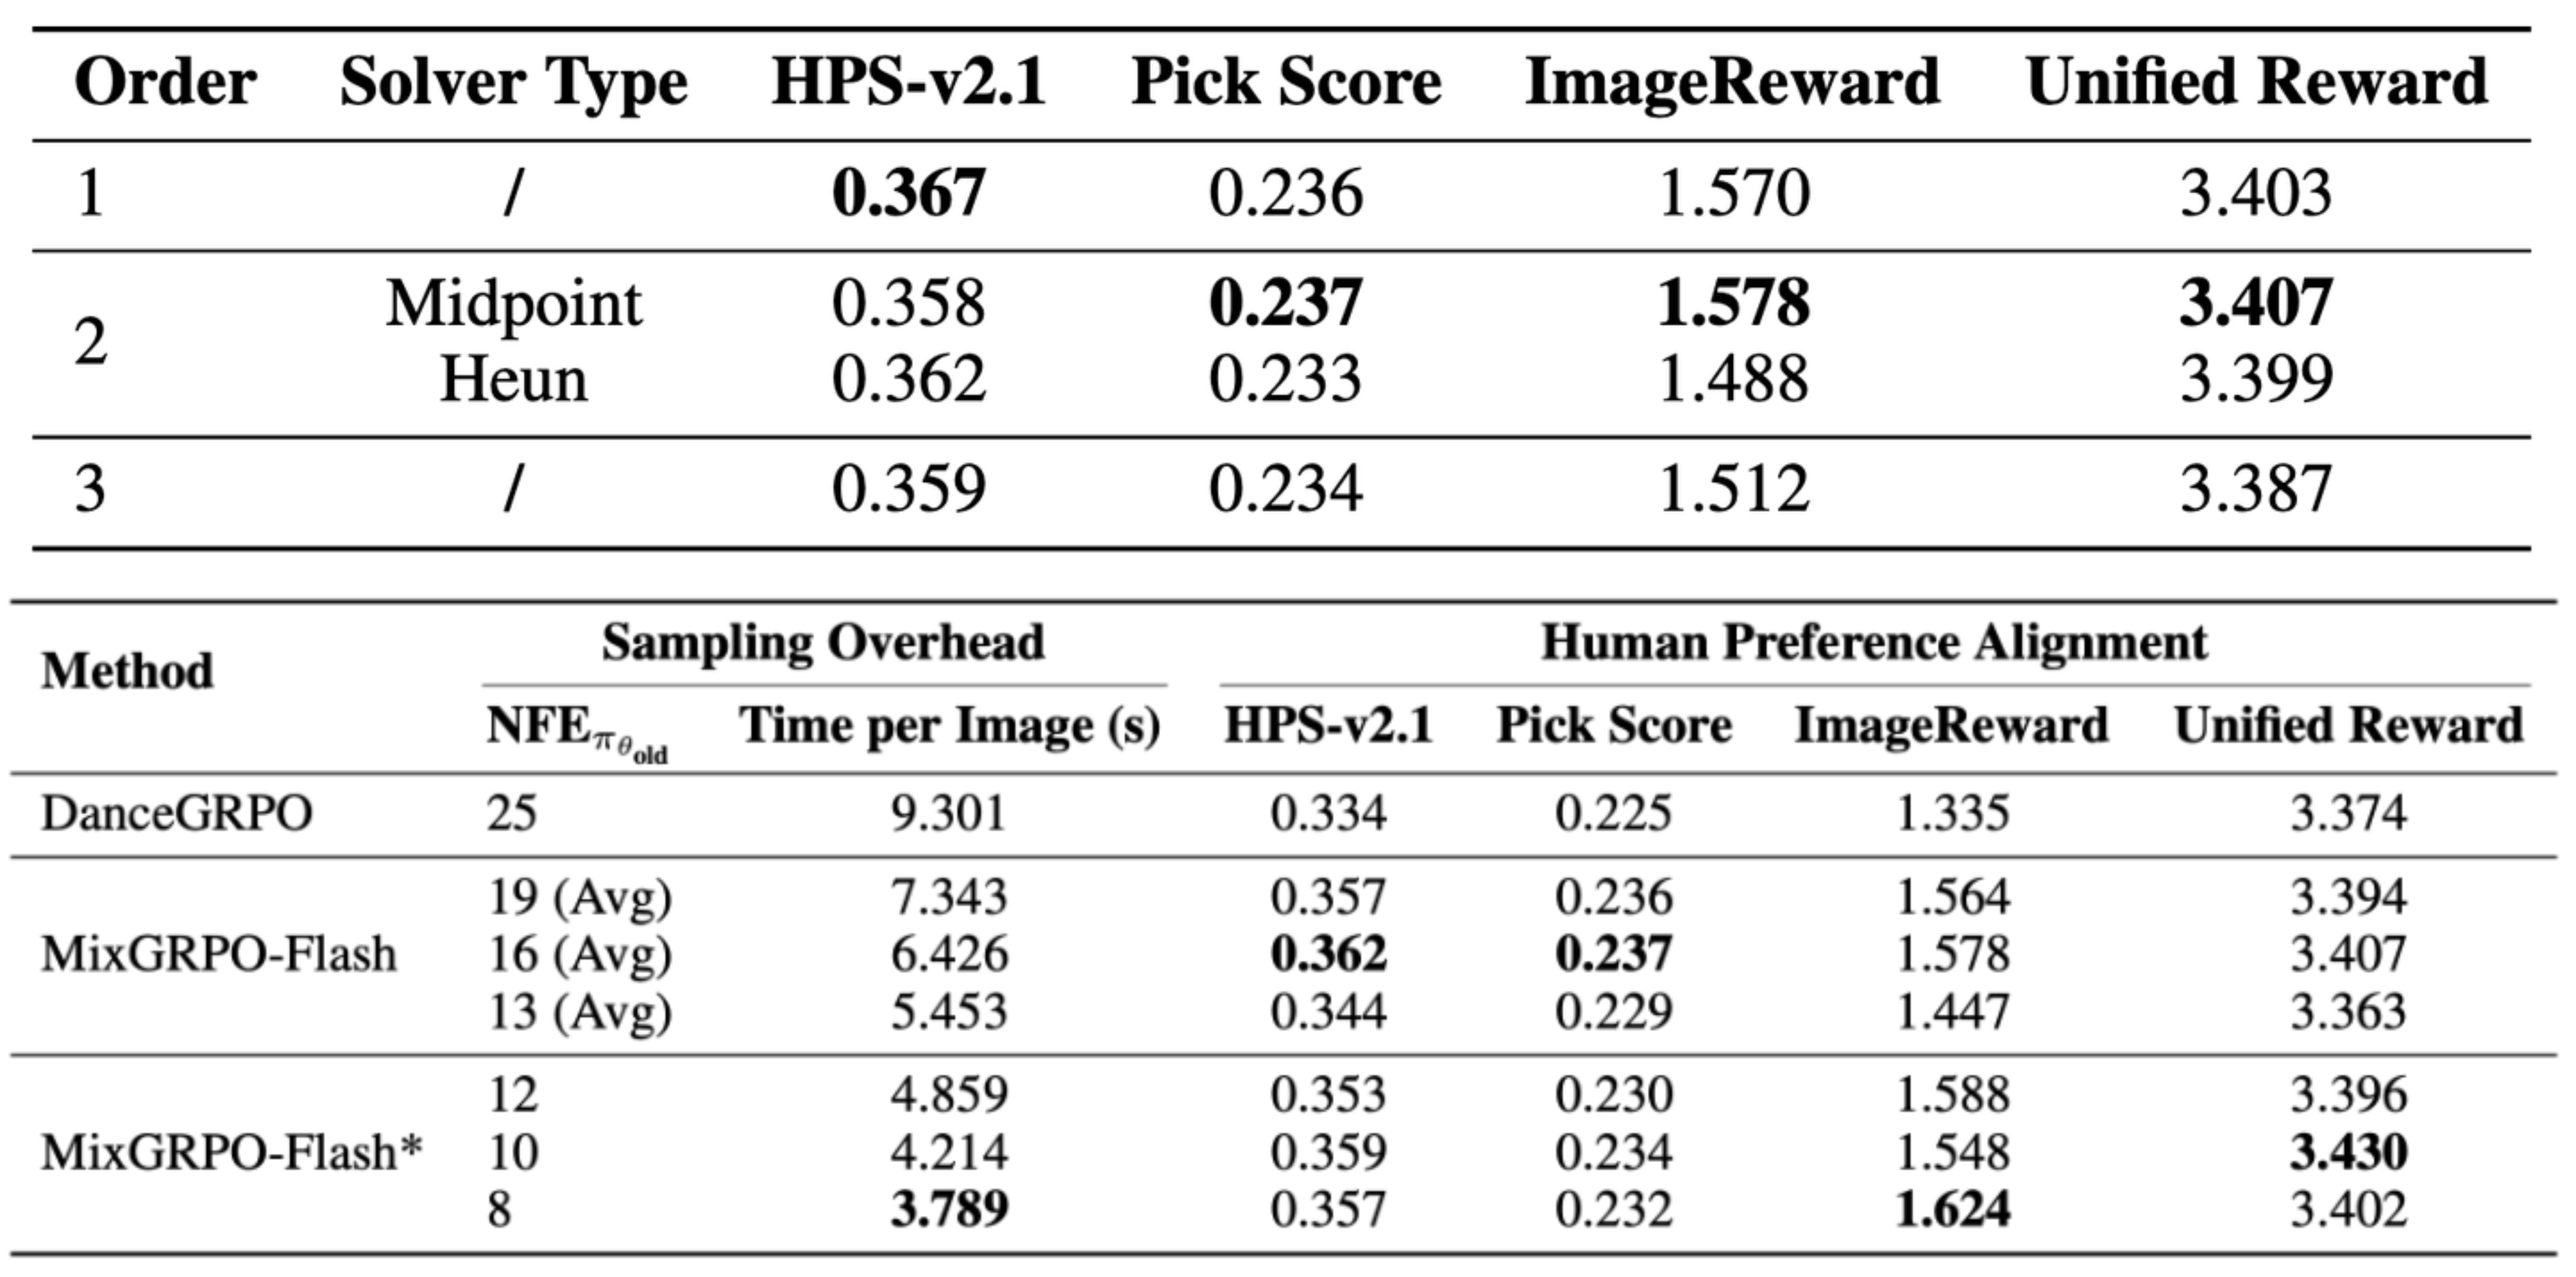 Order Solver Type HPS-v2.1 Pick Score ImageReward Unified Reward
1 / 0.367 0.236 1.570 3.403
2 Midpoint 0.358 0.237 1.578 3.407
Heun 0.362 0.233 1.488 3.399
3 / 0.359 0.234 1.512 3.387
Method Sampling Overhead Human Preference Alignment
NFEπθold Time per Image (s) HPS-v2.1 Pick Score ImageReward Unified Reward
DanceGRPO 25 9.301 0.334 0.225 1.335 3.374
19 (Avg) 7.343 0.357 0.236 1.564 3.394
MixGRPO-Flash 16 (Avg) 6.426 0.362 0.237 1.578 3.407
13 (Avg) 5.453 0.344 0.229 1.447 3.363
12 4.859 0.353 0.230 1.588 3.396
MixGRPO-Flash* 10 4.214 0.359 0.234 1.548 3.430
8 3.789 0.357 0.232 1.624 3.402